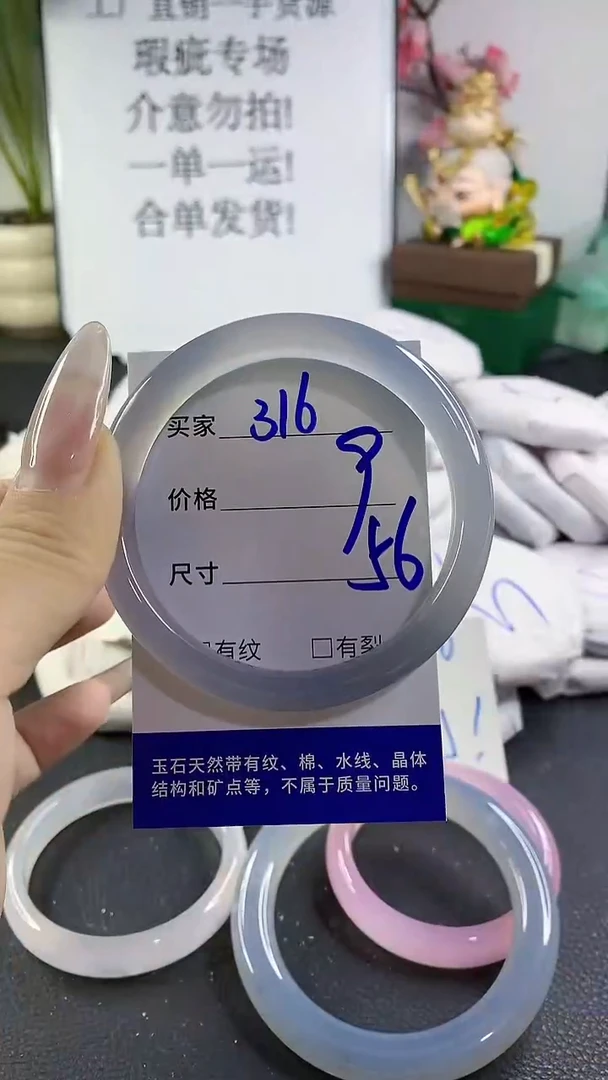 工厂直销一手货源
瑕疵专场
介意勿拍!
一单一运!
合单发货!
买家 316
价格
尺寸 56
有纹 □有裂
玉石天然带有纹、棉、水线、晶体
结构和矿点等，不属于质量问题。